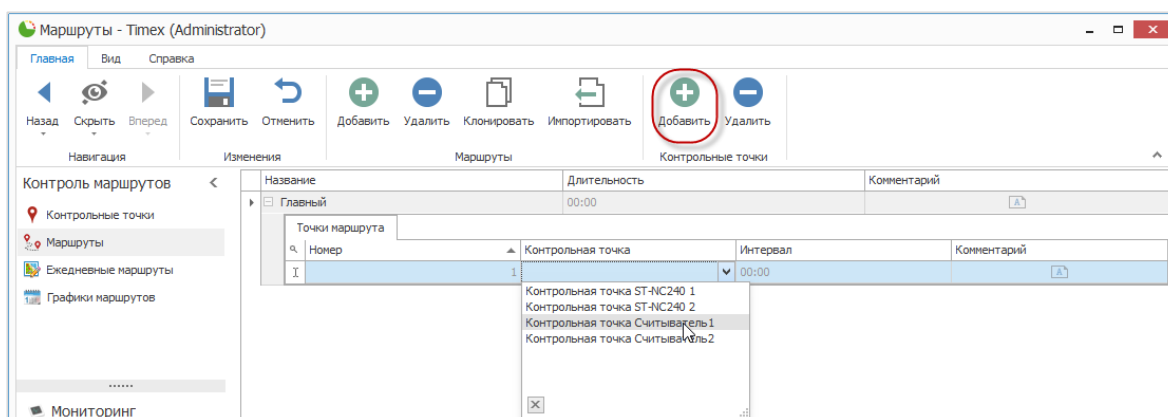 Маршруты - Timex (Administrator)
Главная Вид Справка
Назад Скрыть Вперед Сохранить Отменить Добавить Удалить Клонировать Импортировать Добавить Удалить
Навигация Изменения Маршруты Контрольные точки
Контроль маршрутов
Контрольные точки
Маршруты
Ежедневные маршруты
Графики маршрутов
Мониторинг
Название Длительность Комментарий
Главный 00:00
Точки маршрута
Номер Контрольная точка Интервал Комментарий
1 00:00
Контрольная точка ST-NC240 1
Контрольная точка ST-NC240 2
Контрольная точка Считыватель1
Контрольная точка Считыватель2